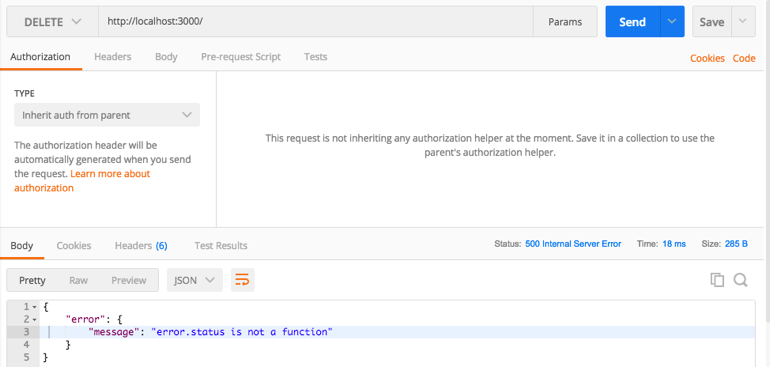 DELETE http://localhost:3000/ Params Send Save
Authorization Headers Body Pre-request Script Tests Cookies Code
TYPE
Inherit auth from parent
The authorization header will be
automatically generated when you send
the request. Learn more about
authorization
This request is not inheriting any authorization helper at the moment. Save it in a collection to use the
parent's authorization helper.
Body Cookies Headers (6) Test Results Status: 500 Internal Server Error Time: 18 ms Size: 285 B
Pretty Raw Preview JSON
1 {
2 "error": {
3 "message": "error.status is not a function"
4 }
5 }